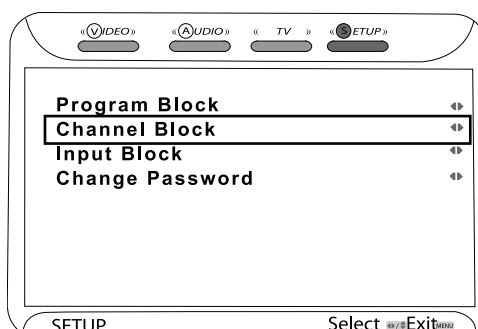 «VIDEO» «AUDIO» « TV » «SETUP»
Program Block
Channel Block
Input Block
Change Password
SETUP Select Exit MENU